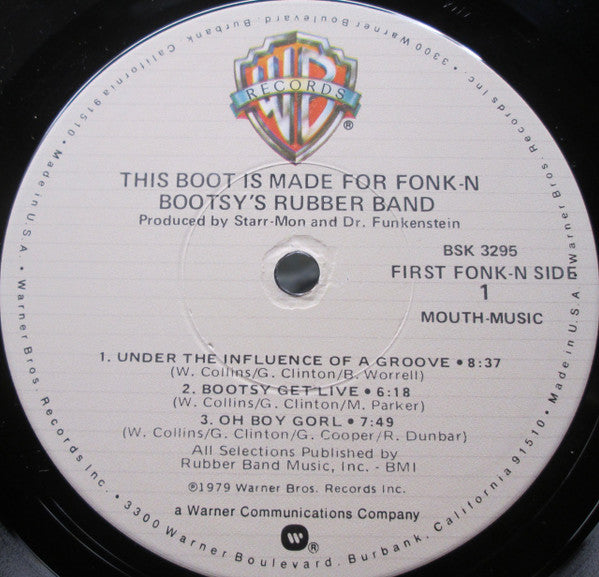 WB
RECORDS
®
THIS BOOT IS MADE FOR FONK-N
BOOTSY'S RUBBER BAND
Produced by Starr-Mon and Dr. Funkenstein
BSK 3295
FIRST FONK-N SIDE
1
MOUTH-MUSIC
1. UNDER THE INFLUENCE OF A GROOVE • 8:37
(W. Collins/G. Clinton/B. Worrell)
2. BOOTSY GET LIVE • 6:18
(W. Collins/G. Clinton/M. Parker)
3. OH BOY GORL • 7:49
(W. Collins/G. Clinton/G. Cooper/R. Dunbar)
All Selections Published by
Rubber Band Music, Inc. - BMI
℗1979 Warner Bros. Records Inc.
a Warner Communications Company
W ®
Made in U.S.A. • Warner Bros. Records Inc. • 3300 Warner Boulevard, Burbank, California 91510 • Made in U.S.A. • Warner Bros. Records Inc. • 3300 Warner Boulevard, Burbank, California 91510 •